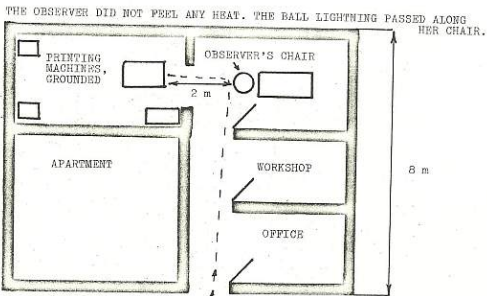 THE OBSERVER DID NOT FEEL ANY HEAT. THE BALL LIGHTNING PASSED ALONG
HER CHAIR.
PRINTING
MACHINES,
GROUNDED
OBSERVER'S CHAIR
2 m
APARTMENT
WORKSHOP
8 m
OFFICE